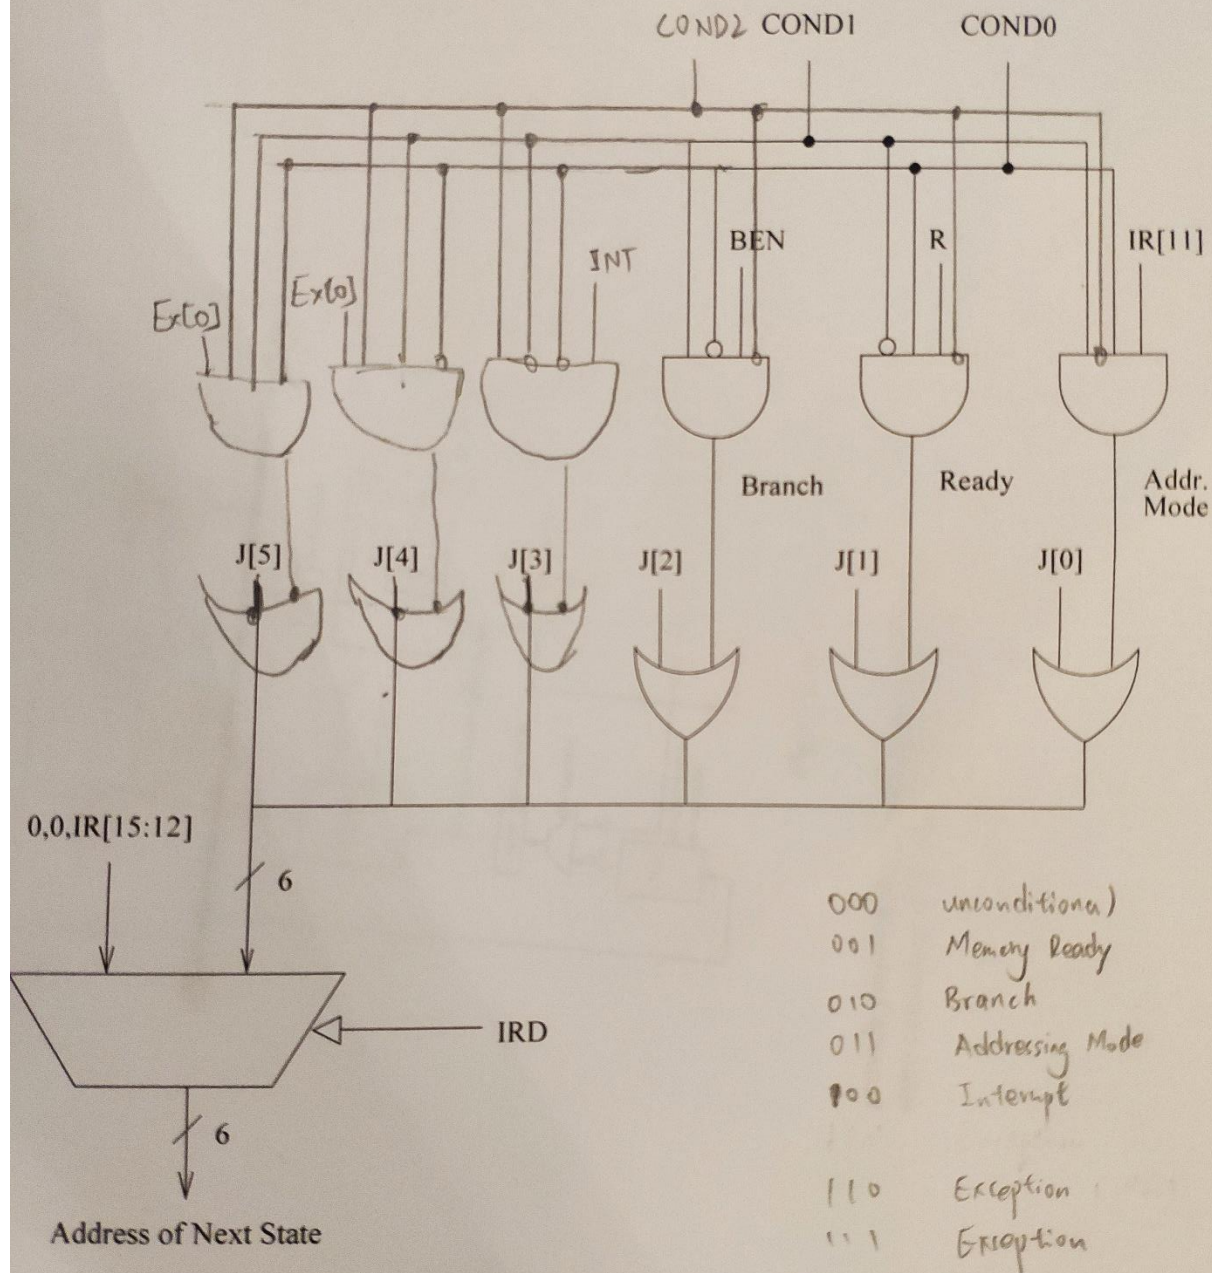 COND2 COND1 COND0
BEN R IR[11]
INT
Ex[0] Ex[0]
Branch Ready Addr.
Mode
J[5] J[4] J[3] J[2] J[1] J[0]
0,0,IR[15:12]
6
000 unconditional
001 Memory Ready
010 Branch
011 Addressing Mode
IRD
100 Interrupt
6
110 Exception
Address of Next State
111 Exception